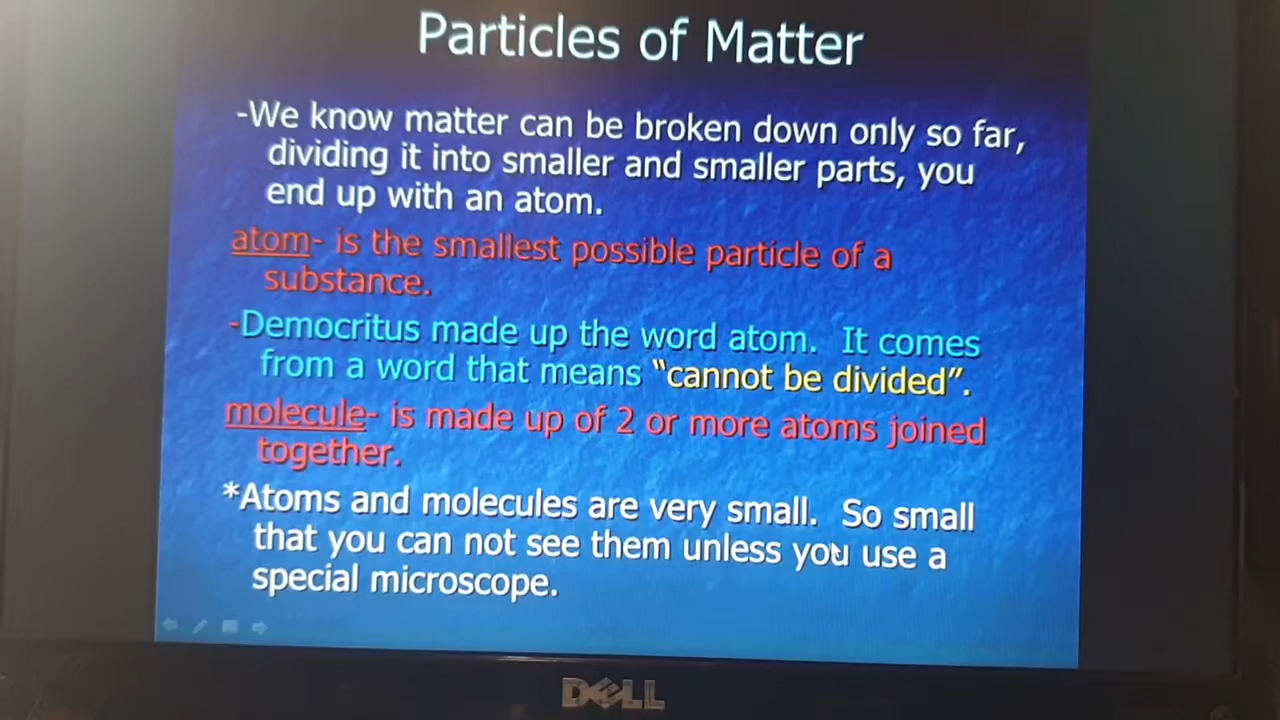 Particles of Matter
-We know matter can be broken down only so far,
dividing it into smaller and smaller parts, you
end up with an atom.
atom- is the smallest possible particle of a
substance.
-Democritus made up the word atom.  It comes
from a word that means “cannot be divided”.
molecule- is made up of 2 or more atoms joined
together.
*Atoms and molecules are very small.  So small
that you can not see them unless you use a
special microscope.
DELL